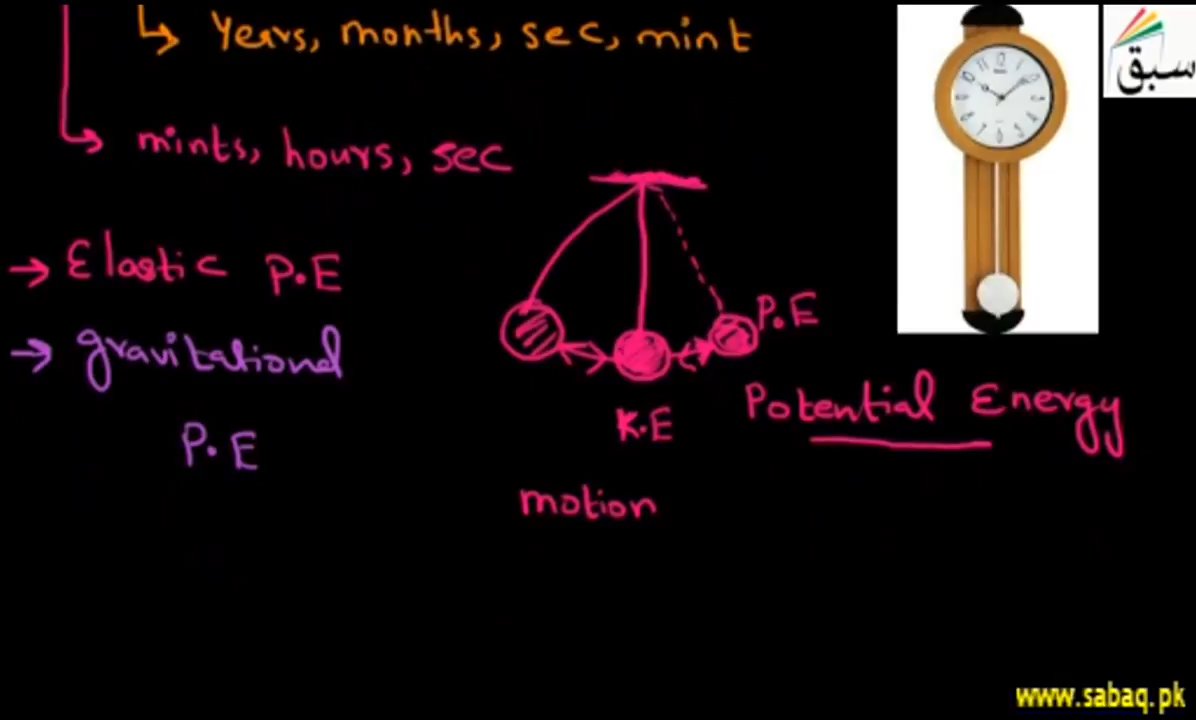 Years, months, sec, mint
mints, hours, sec
Elastic P.E
gravitational
P.E
P.E
K.E
Potential Energy
motion
سبق
www.sabaq.pk